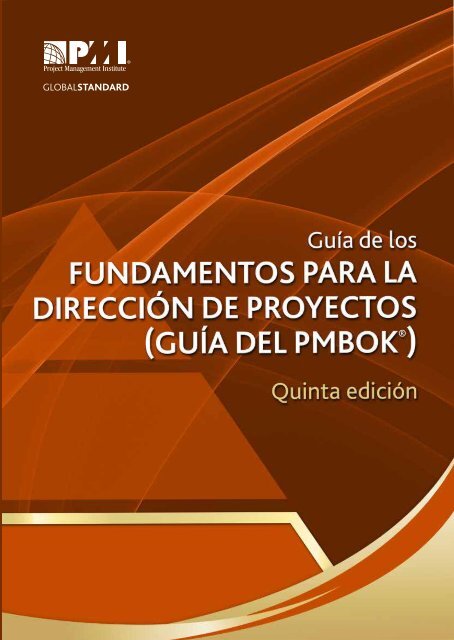 PMI®
Project Management Institute
GLOBALSTANDARD
Guía de los
FUNDAMENTOS PARA LA
DIRECCIÓN DE PROYECTOS
(GUÍA DEL PMBOK®)
Quinta edición